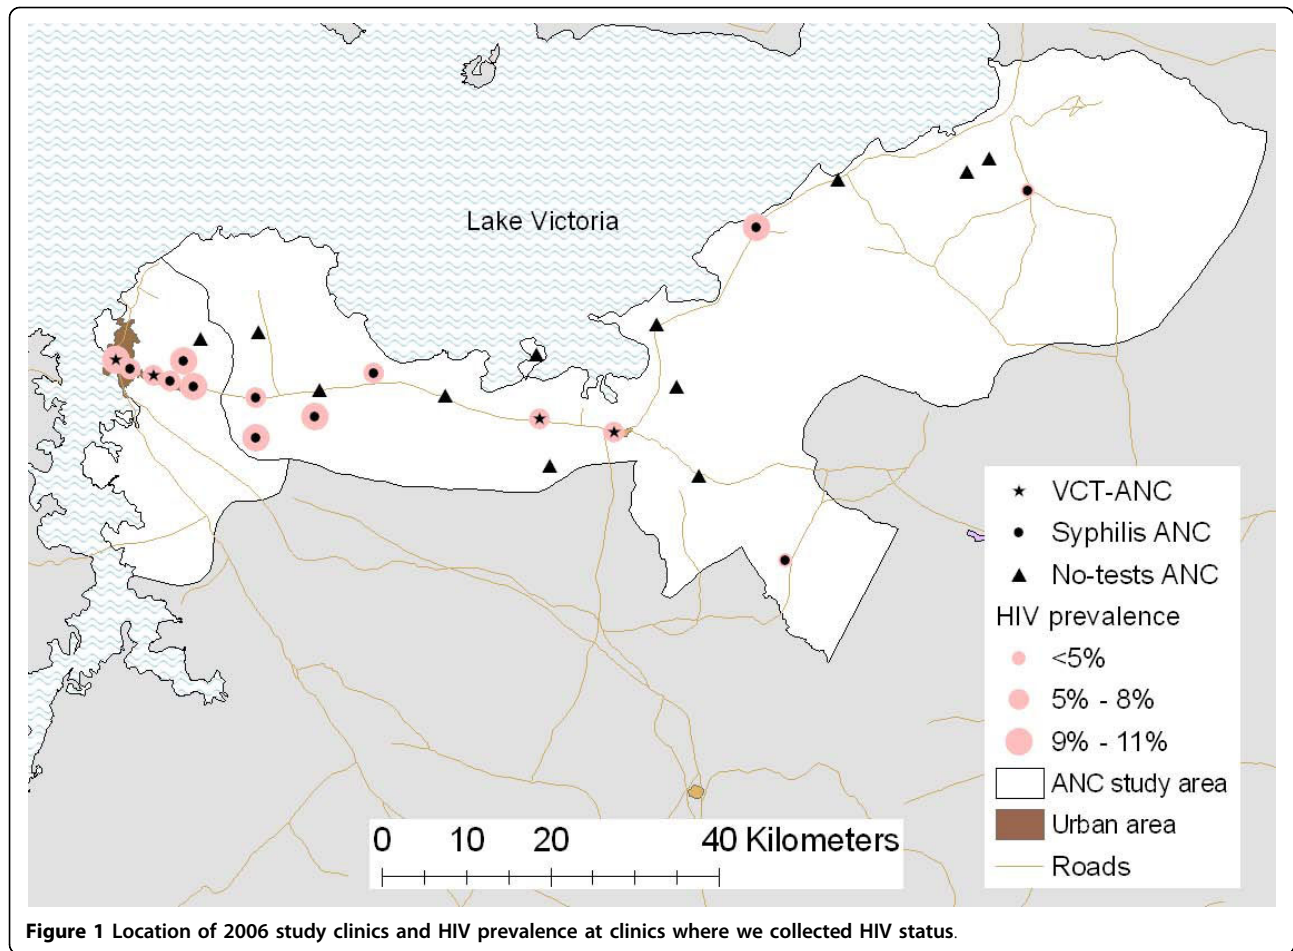 Lake Victoria
VCT-ANC
Syphilis ANC
No-tests ANC
HIV prevalence
<5%
5% - 8%
9% - 11%
ANC study area
Urban area
Roads
0 10 20 40 Kilometers
Figure 1 Location of 2006 study clinics and HIV prevalence at clinics where we collected HIV status.